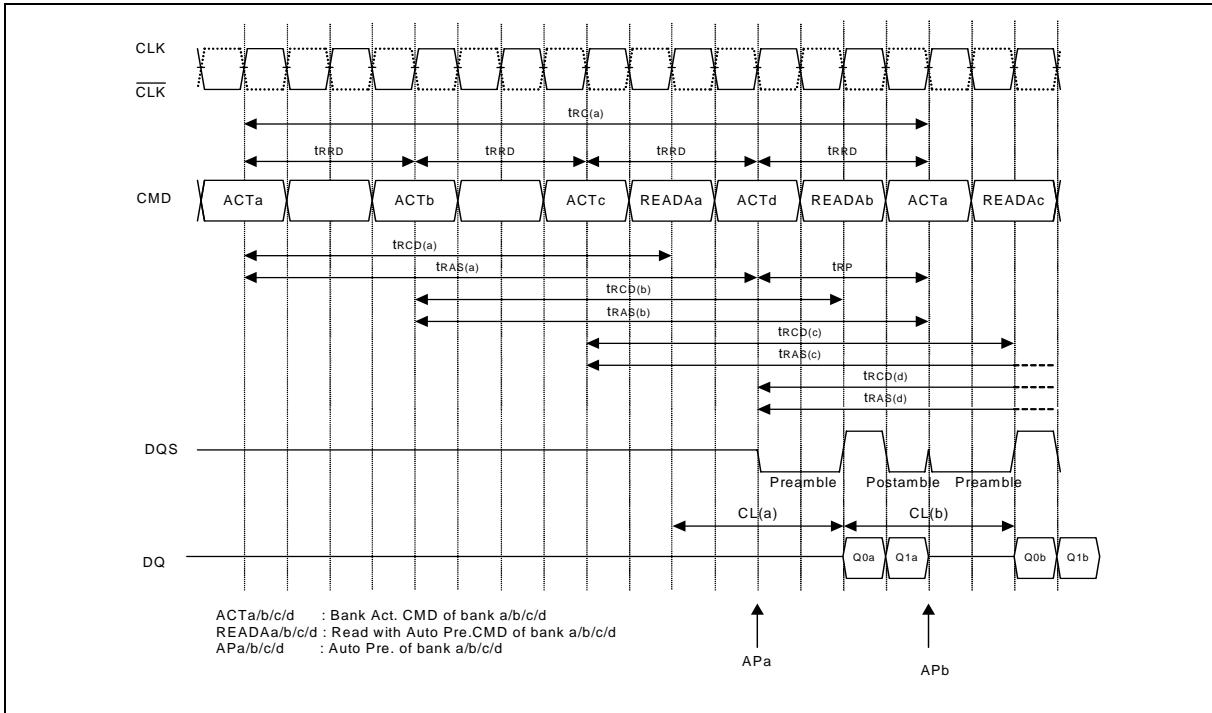 CLK
CLK
tRC(a)
tRRD tRRD tRRD tRRD
CMD ACTa ACTb ACTc READAa ACTd READAb ACTa READAc
tRCD(a)
tRAS(a) tRP
tRCD(b)
tRAS(b)
tRCD(c)
tRAS(c)
tRCD(d)
tRAS(d)
DQS
Preamble Postamble Preamble
CL(a) CL(b)
DQ Q0a Q1a Q0b Q1b
ACTa/b/c/d : Bank Act. CMD of bank a/b/c/d
READAa/b/c/d : Read with Auto Pre.CMD of bank a/b/c/d
APa/b/c/d : Auto Pre. of bank a/b/c/d
APa APb